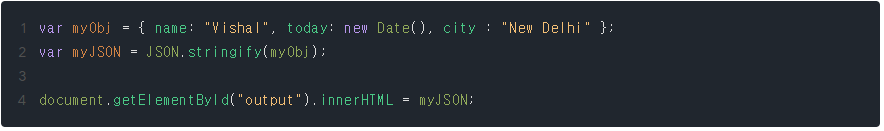 1 var myObj = { name: "Vishal", today: new Date(), city : "New Delhi" };
2 var myJSON = JSON.stringify(myObj);
3
4 document.getElementById("output").innerHTML = myJSON;